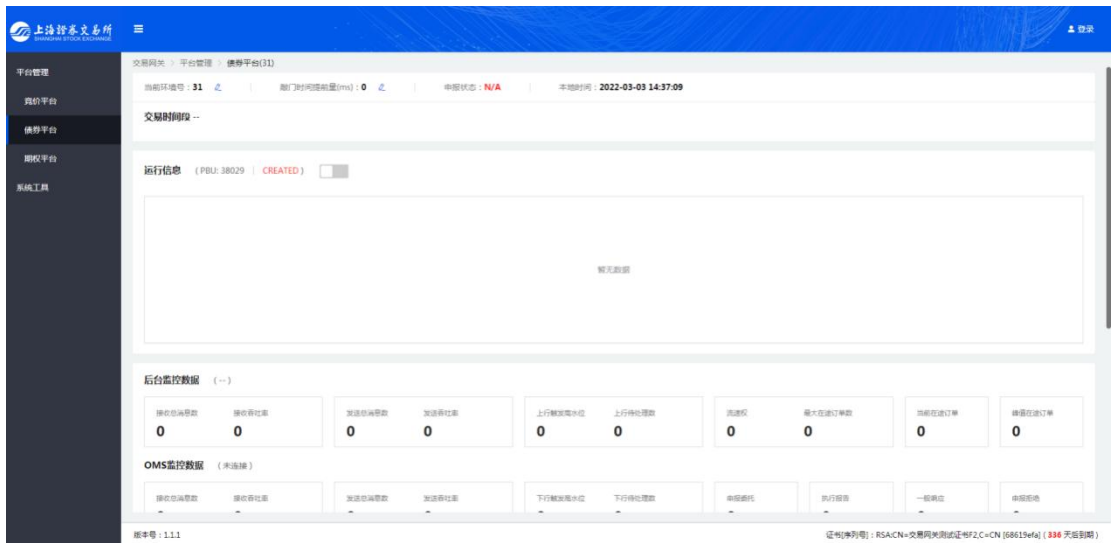 上海證券交易所
SHANGHAI STOCK EXCHANGE
登录
平台管理
竞价平台
债券平台
期权平台
系统工具
交易网关 > 平台管理 > 债券平台(31)
当前环境号：31 敲门时间提前量(ms)：0 申报状态：N/A 本地时间：2022-03-03 14:37:09
交易时间段 --
运行信息 （PBU: 38029 | CREATED）
暂无数据
后台监控数据 （--）
接收总消息数 接收吞吐率 发送总消息数 发送吞吐率 上行触发高水位 上行待处理数 流速权 最大在途订单数 当前在途订单 峰值在途订单
0 0 0 0 0 0 0 0 0 0
OMS监控数据 （未连接）
接收总消息数 接收吞吐率 发送总消息数 发送吞吐率 下行触发高水位 下行待处理数 申报委托 执行报告 一般响应 申报拒绝
版本号：1.1.1
证书[序列号]：RSA:CN=交易网关测试证书F2,C=CN [68619efa]（336 天后到期）